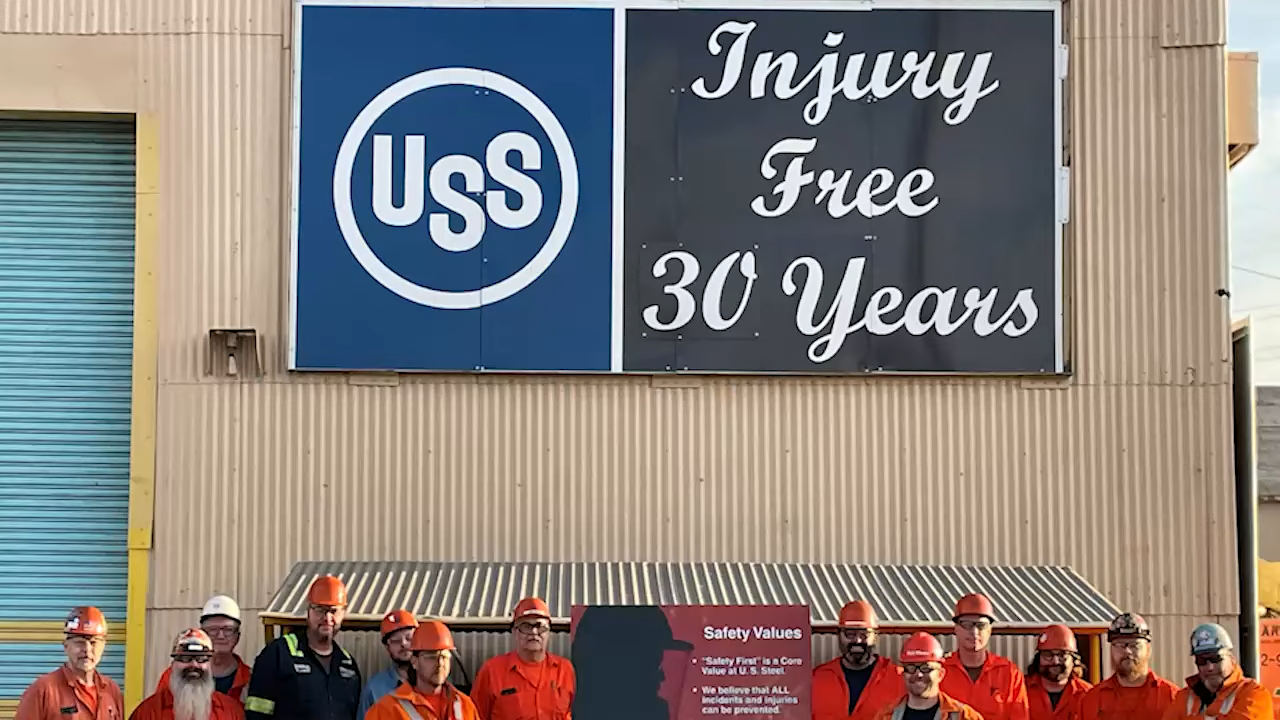 USS
Injury
Free
30 Years
Safety Values
• "Safety First" is a Core
Value at U. S. Steel.
• We believe that ALL
incidents and injuries
can be prevented.